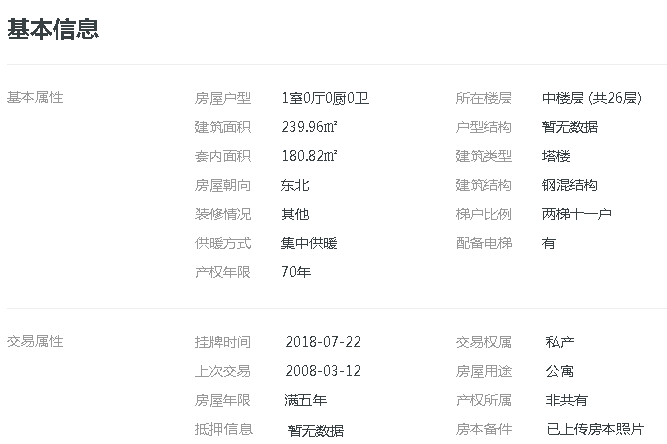 基本信息
基本属性 房屋户型 1室0厅0厨0卫 所在楼层 中楼层 (共26层)
建筑面积 239.96㎡ 户型结构 暂无数据
套内面积 180.82㎡ 建筑类型 塔楼
房屋朝向 东北 建筑结构 钢混结构
装修情况 其他 梯户比例 两梯十一户
供暖方式 集中供暖 配备电梯 有
产权年限 70年
交易属性 挂牌时间 2018-07-22 交易权属 私产
上次交易 2008-03-12 房屋用途 公寓
房屋年限 满五年 产权所属 非共有
抵押信息 暂无数据 房本备件 已上传房本照片